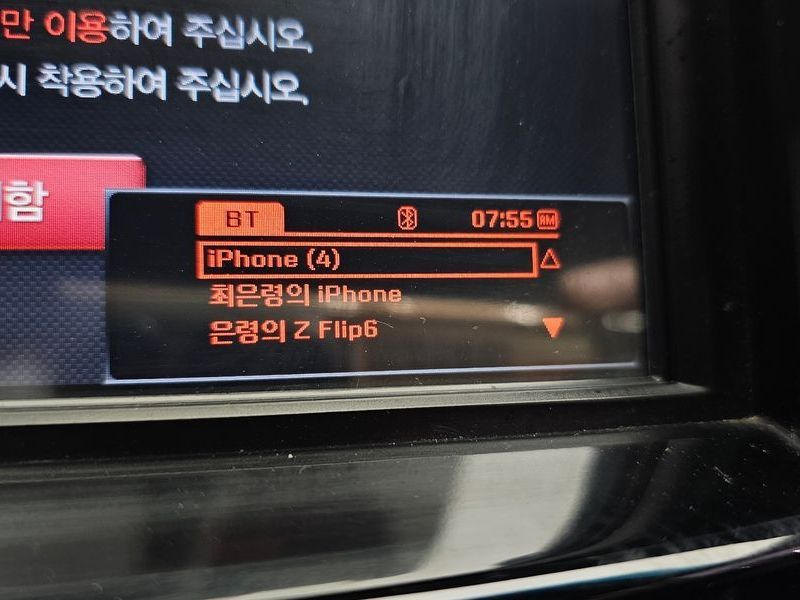 만 이용하여 주십시오.
시 착용하여 주십시오.
함
BT 07:55 AM
iPhone (4)
최은령의 iPhone
은령의 Z Flip6